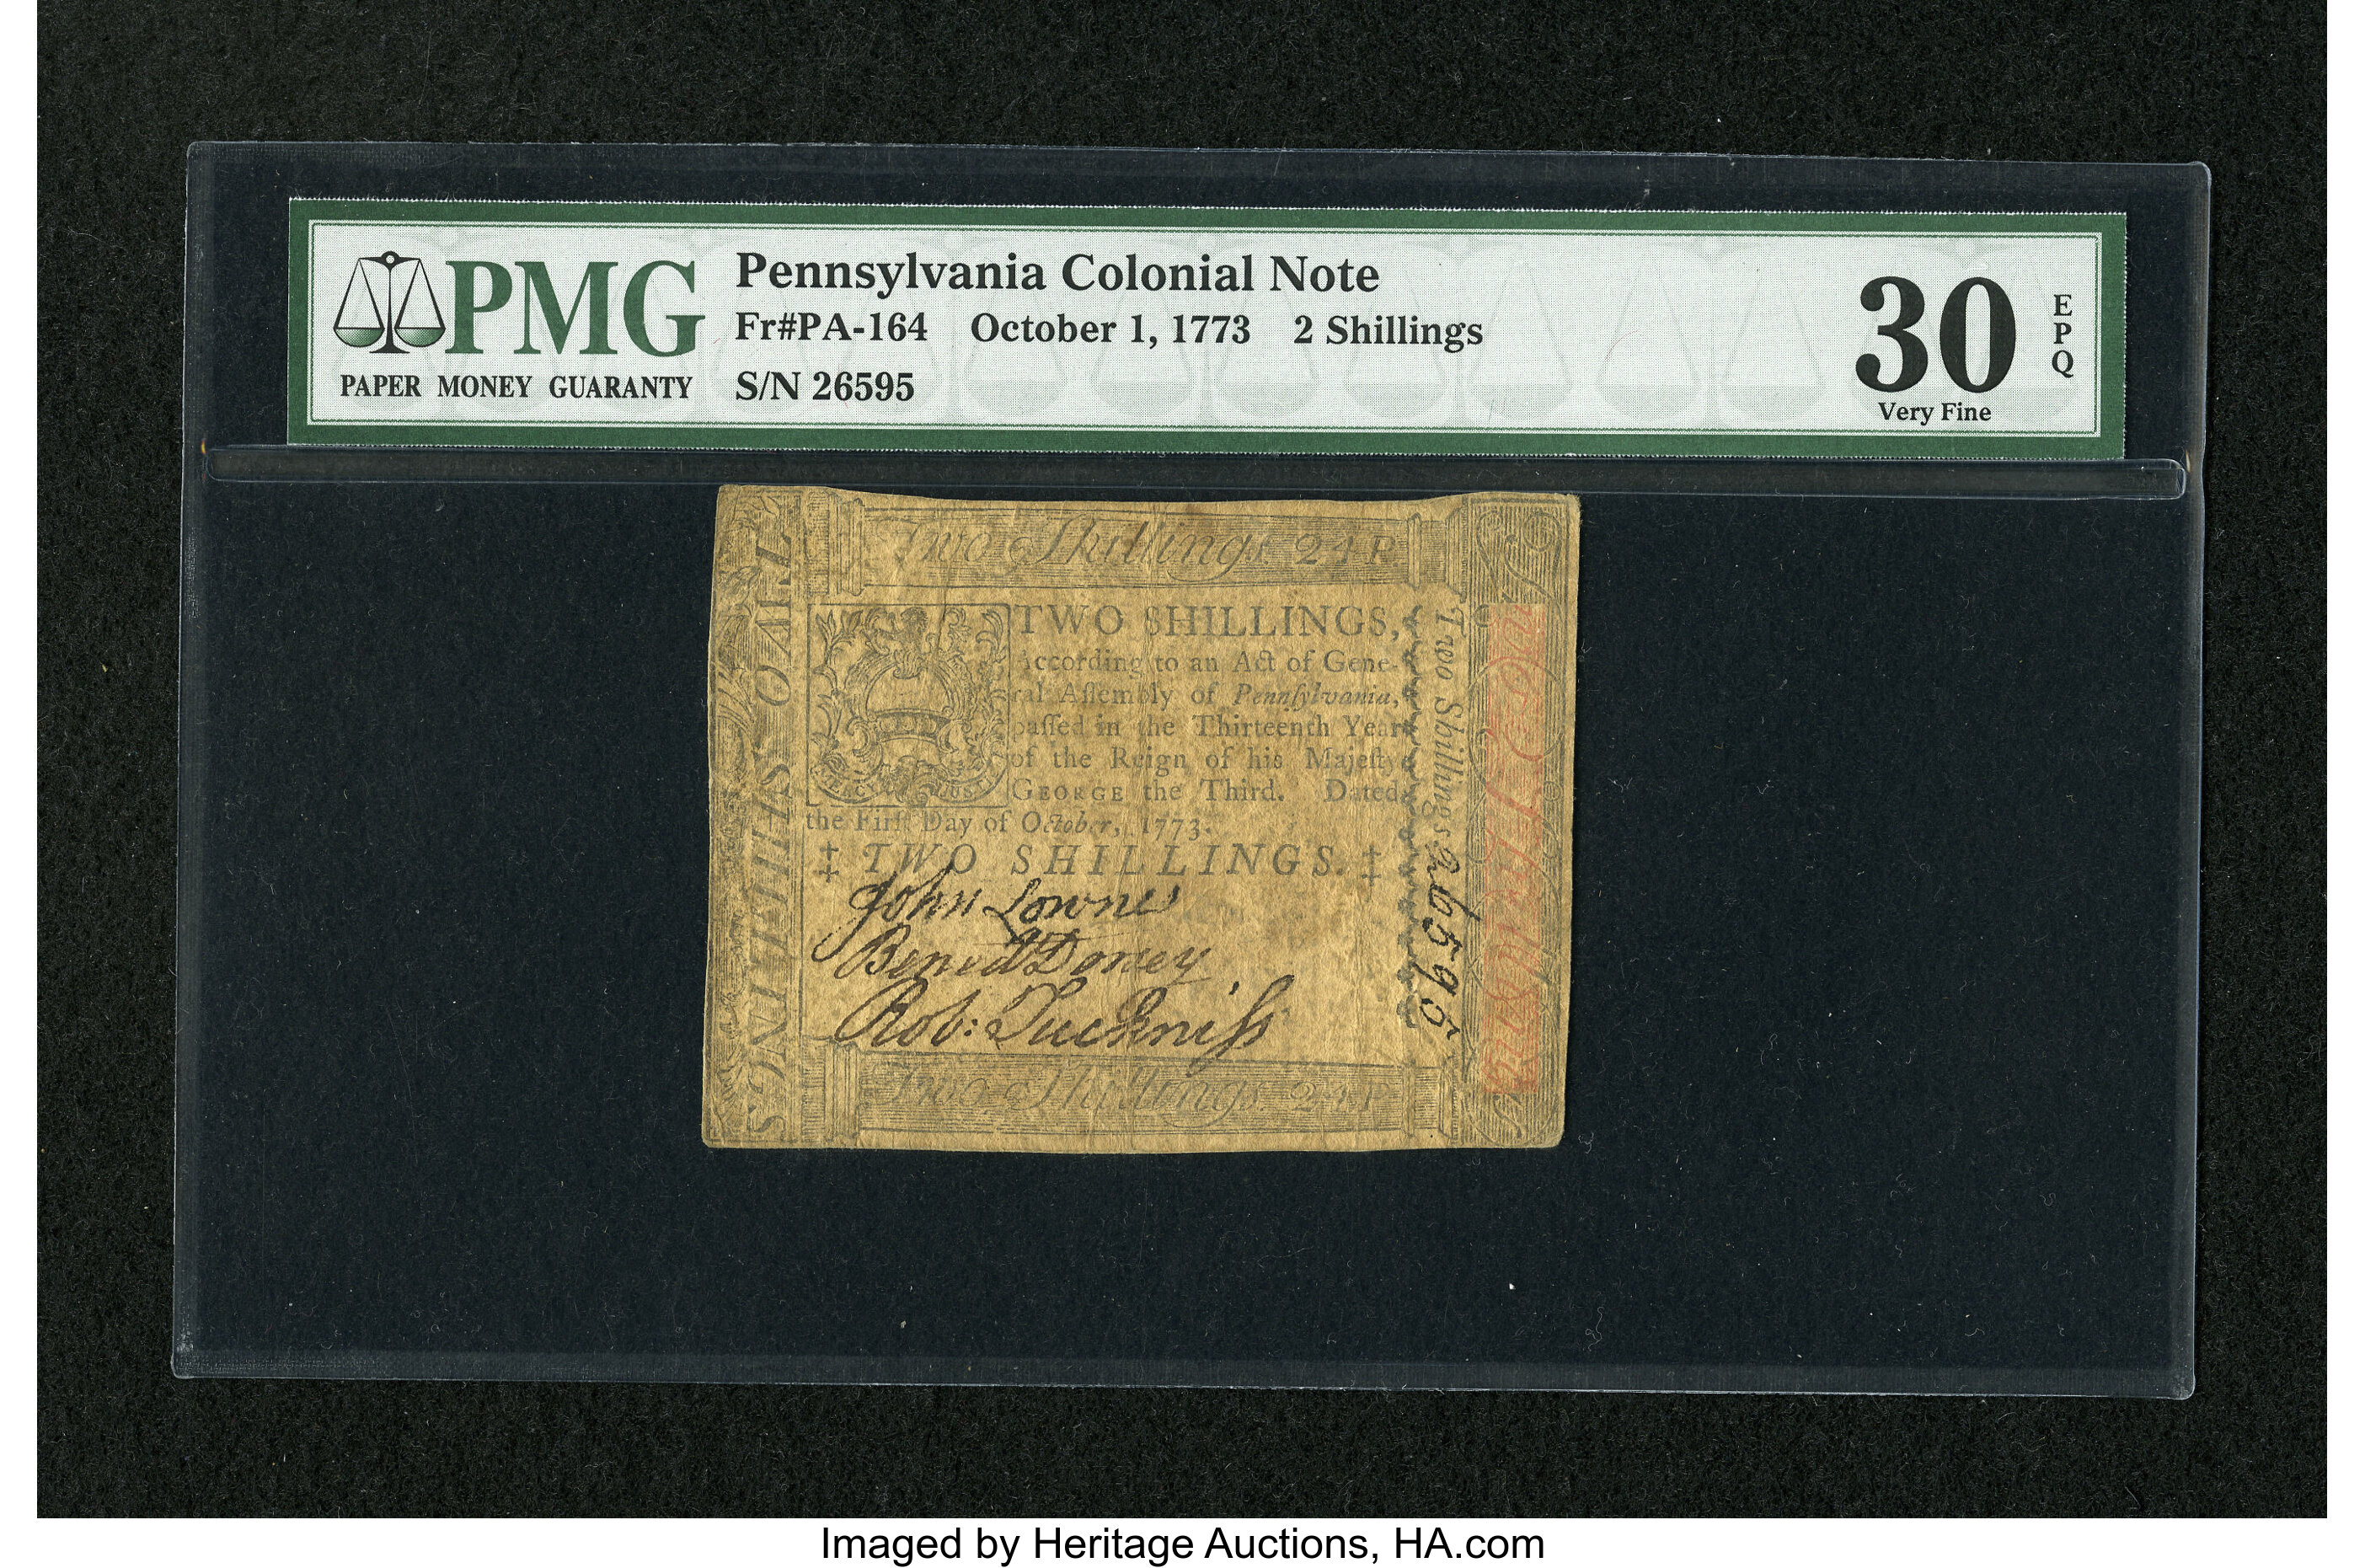 PMG
PAPER MONEY GUARANTY
Pennsylvania Colonial Note
Fr#PA-164 October 1, 1773 2 Shillings
S/N 26595
30
EPQ
Very Fine
Two Shillings. 24 P
TWO SHILLINGS
TWO SHILLINGS,
According to an Act of Gene-
ral Aſſembly of Pennſylvania,
paſſed in the Thirteenth Year
of the Reign of his Majeſty
GEORGE the Third. Dated
the Firſt Day of October, 1773.
‡ TWO SHILLINGS. ‡
John Lownes
Rob: Tuckniſs
Two Shillings. 24 P
Two Shillings
26595
Imaged by Heritage Auctions, HA.com